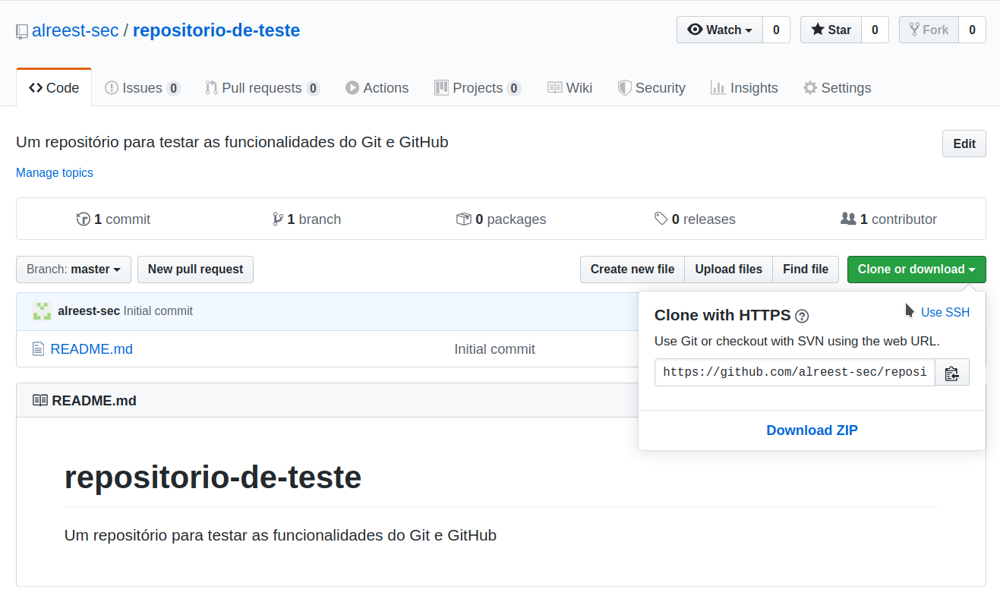 alreest-sec / repositorio-de-teste
Watch 0 Star 0 Fork 0
Code Issues 0 Pull requests 0 Actions Projects 0 Wiki Security Insights Settings
Um repositório para testar as funcionalidades do Git e GitHub
Edit
Manage topics
1 commit 1 branch 0 packages 0 releases 1 contributor
Branch: master New pull request Create new file Upload files Find file Clone or download
alreest-sec Initial commit
README.md Initial commit
Clone with HTTPS ?
Use SSH
Use Git or checkout with SVN using the web URL.
https://github.com/alreest-sec/reposi
Download ZIP
README.md
repositorio-de-teste
Um repositório para testar as funcionalidades do Git e GitHub